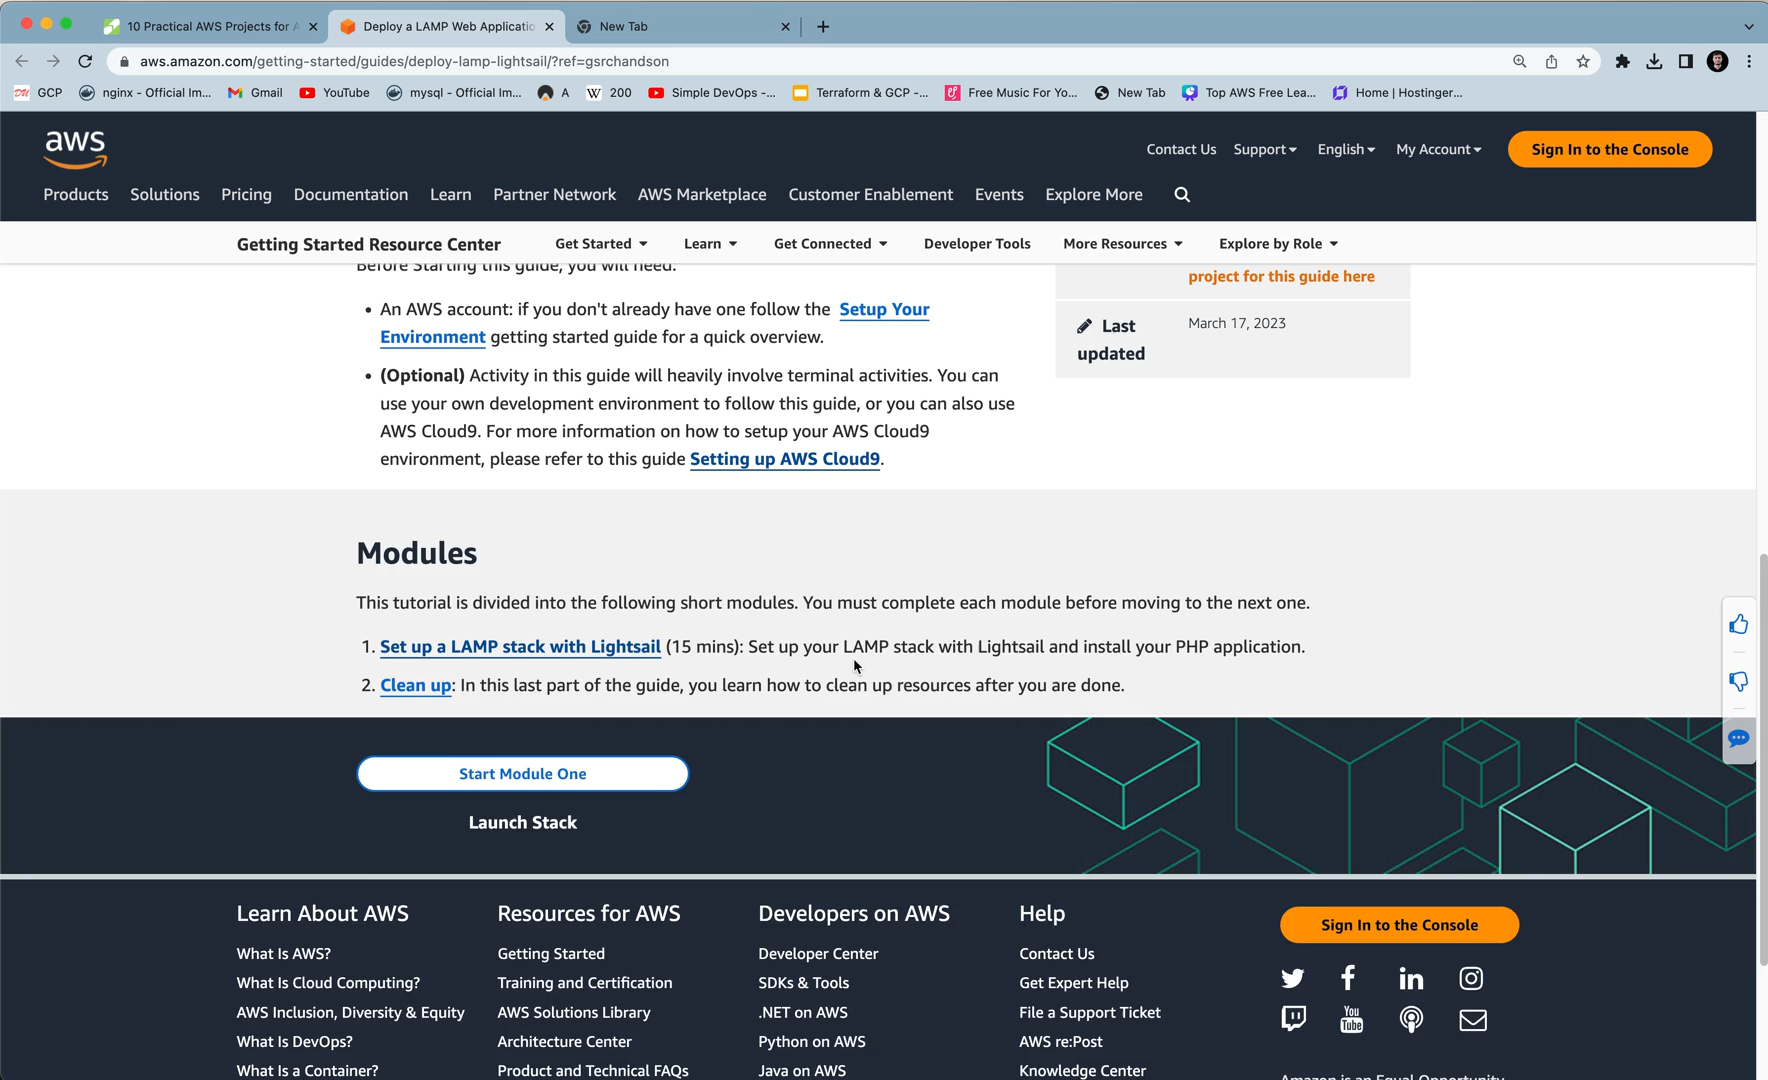 10 Practical AWS Projects for A
Deploy a LAMP Web Applicatio
New Tab
aws.amazon.com/getting-started/guides/deploy-lamp-lightsail/?ref=gsrchandson
GCP
nginx - Official Im...
Gmail
YouTube
mysql - Official Im...
A
W 200
Simple DevOps -...
Terraform & GCP -...
Free Music For Yo...
New Tab
Top AWS Free Lea...
Home | Hostinger...
aws
Contact Us Support English My Account Sign In to the Console
Products Solutions Pricing Documentation Learn Partner Network AWS Marketplace Customer Enablement Events Explore More
Getting Started Resource Center Get Started Learn Get Connected Developer Tools More Resources Explore by Role
Before Starting this guide, you will need:
• An AWS account: if you don't already have one follow the Setup Your
Environment getting started guide for a quick overview.
• (Optional) Activity in this guide will heavily involve terminal activities. You can
use your own development environment to follow this guide, or you can also use
AWS Cloud9. For more information on how to setup your AWS Cloud9
environment, please refer to this guide Setting up AWS Cloud9.
project for this guide here
Last
updated
March 17, 2023
Modules
This tutorial is divided into the following short modules. You must complete each module before moving to the next one.
1. Set up a LAMP stack with Lightsail (15 mins): Set up your LAMP stack with Lightsail and install your PHP application.
2. Clean up: In this last part of the guide, you learn how to clean up resources after you are done.
Start Module One
Launch Stack
Learn About AWS
What Is AWS?
What Is Cloud Computing?
AWS Inclusion, Diversity & Equity
What Is DevOps?
What Is a Container?
Resources for AWS
Getting Started
Training and Certification
AWS Solutions Library
Architecture Center
Product and Technical FAQs
Developers on AWS
Developer Center
SDKs & Tools
.NET on AWS
Python on AWS
Java on AWS
Help
Contact Us
Get Expert Help
File a Support Ticket
AWS re:Post
Knowledge Center
Sign In to the Console
You
Tube
Amazon is an Equal Opportunity